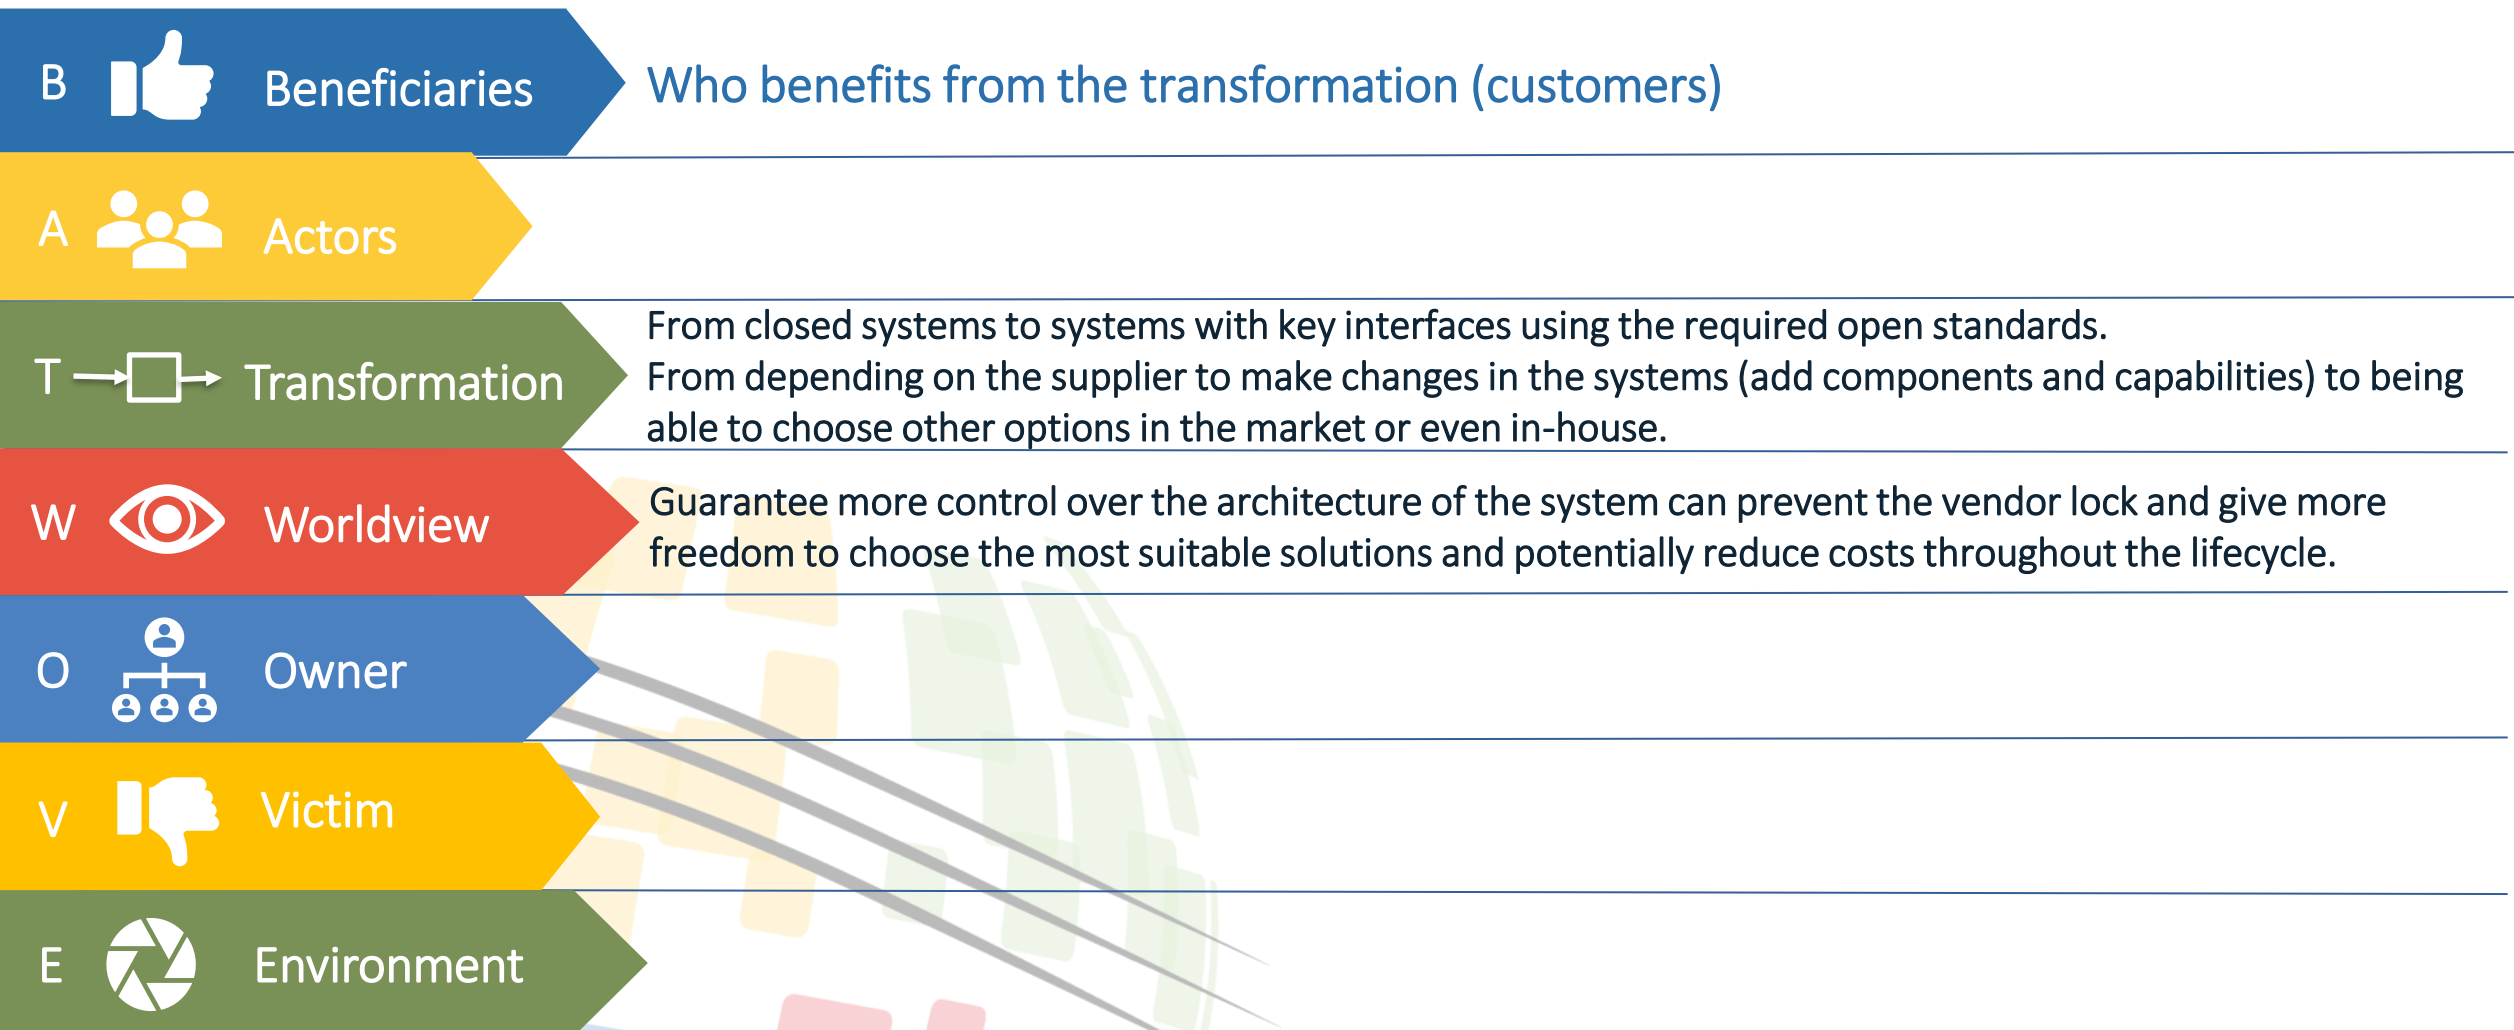 B Beneficiaries Who benefits from the transformation (customers)
A Actors
From closed systems to systems with key interfaces using the required open standards.
T Transformation From depending on the supplier to make changes in the systems (add components and capabilities) to being
able to choose other options in the market or even in-house.
W Worldview Guarantee more control over the architecture of the system can prevent the vendor lock and give more
freedom to choose the most suitable solutions and potentially reduce costs throughout the lifecycle.
O Owner
V Victim
E Environment